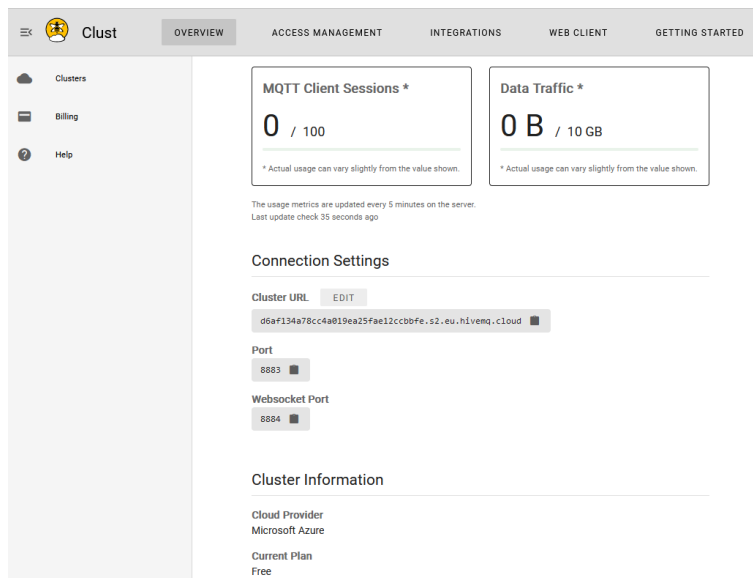 Clust
OVERVIEW
ACCESS MANAGEMENT
INTEGRATIONS
WEB CLIENT
GETTING STARTED
Clusters
Billing
Help
MQTT Client Sessions *
0 / 100
* Actual usage can vary slightly from the value shown.
Data Traffic *
0 B / 10 GB
* Actual usage can vary slightly from the value shown.
The usage metrics are updated every 5 minutes on the server.
Last update check 35 seconds ago
Connection Settings
Cluster URL EDIT
d6af134a78cc4a019ea25fae12ccbbfe.s2.eu.hivemq.cloud
Port
8883
Websocket Port
8884
Cluster Information
Cloud Provider
Microsoft Azure
Current Plan
Free